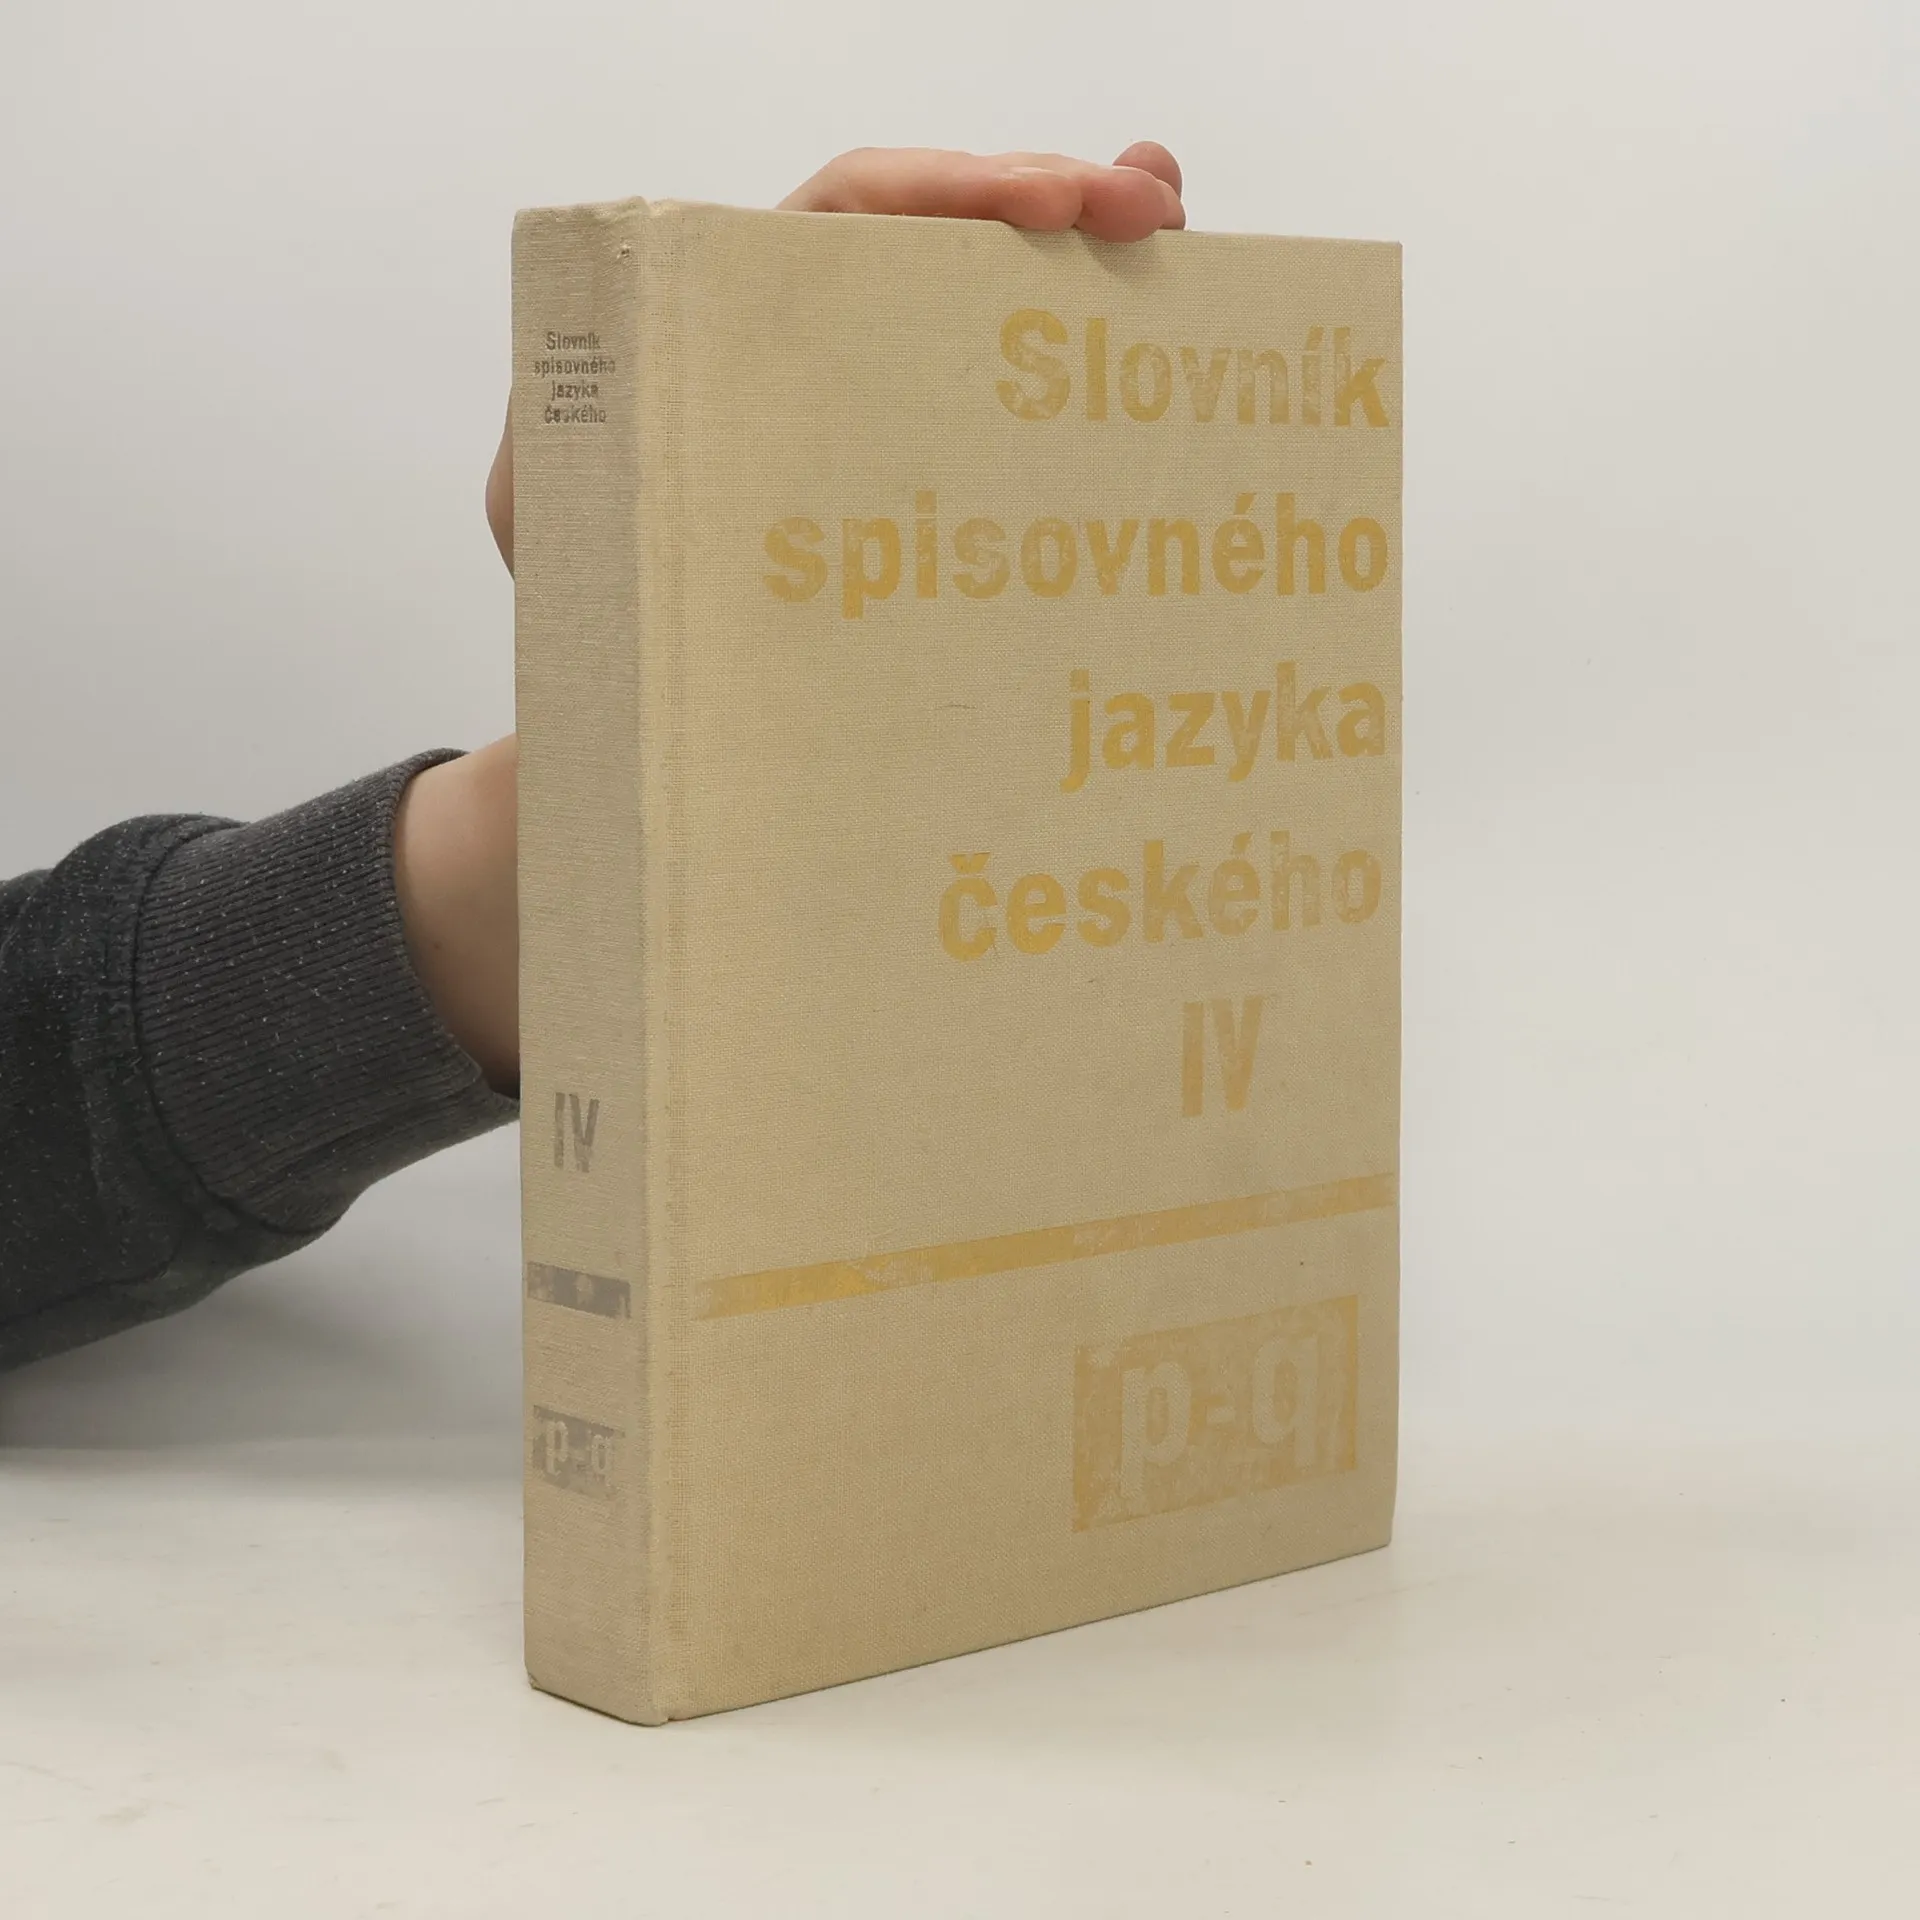 Slovník
spisovného
jazyka
českého
IV
p-q
Slovník
spisovného
jazyka
českého
IV
p-q